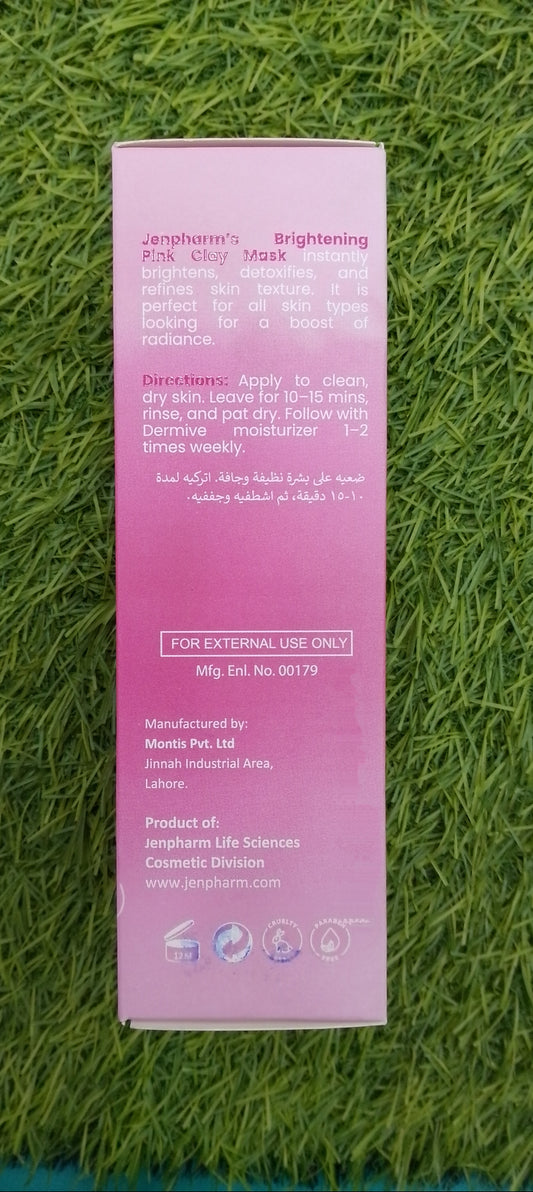 Jenpharm's Brightening
Pink Clay Mask instantly
brightens, detoxifies, and
refines skin texture. It is
perfect for all skin types
looking for a boost of
radiance.
Directions: Apply to clean,
dry skin. Leave for 10–15 mins,
rinse, and pat dry. Follow with
Dermive moisturizer 1–2
times weekly.
ضعيه على بشرة نظيفة وجافة. اتركيه لمدة
١٠-١٥ دقيقة، ثم اشطفيه وجففيه.
FOR EXTERNAL USE ONLY
Mfg. Enl. No. 00179
Manufactured by:
Montis Pvt. Ltd
Jinnah Industrial Area,
Lahore.
Product of:
Jenpharm Life Sciences
Cosmetic Division
www.jenpharm.com
12 M
CRUELTY
PARABEN
FREE